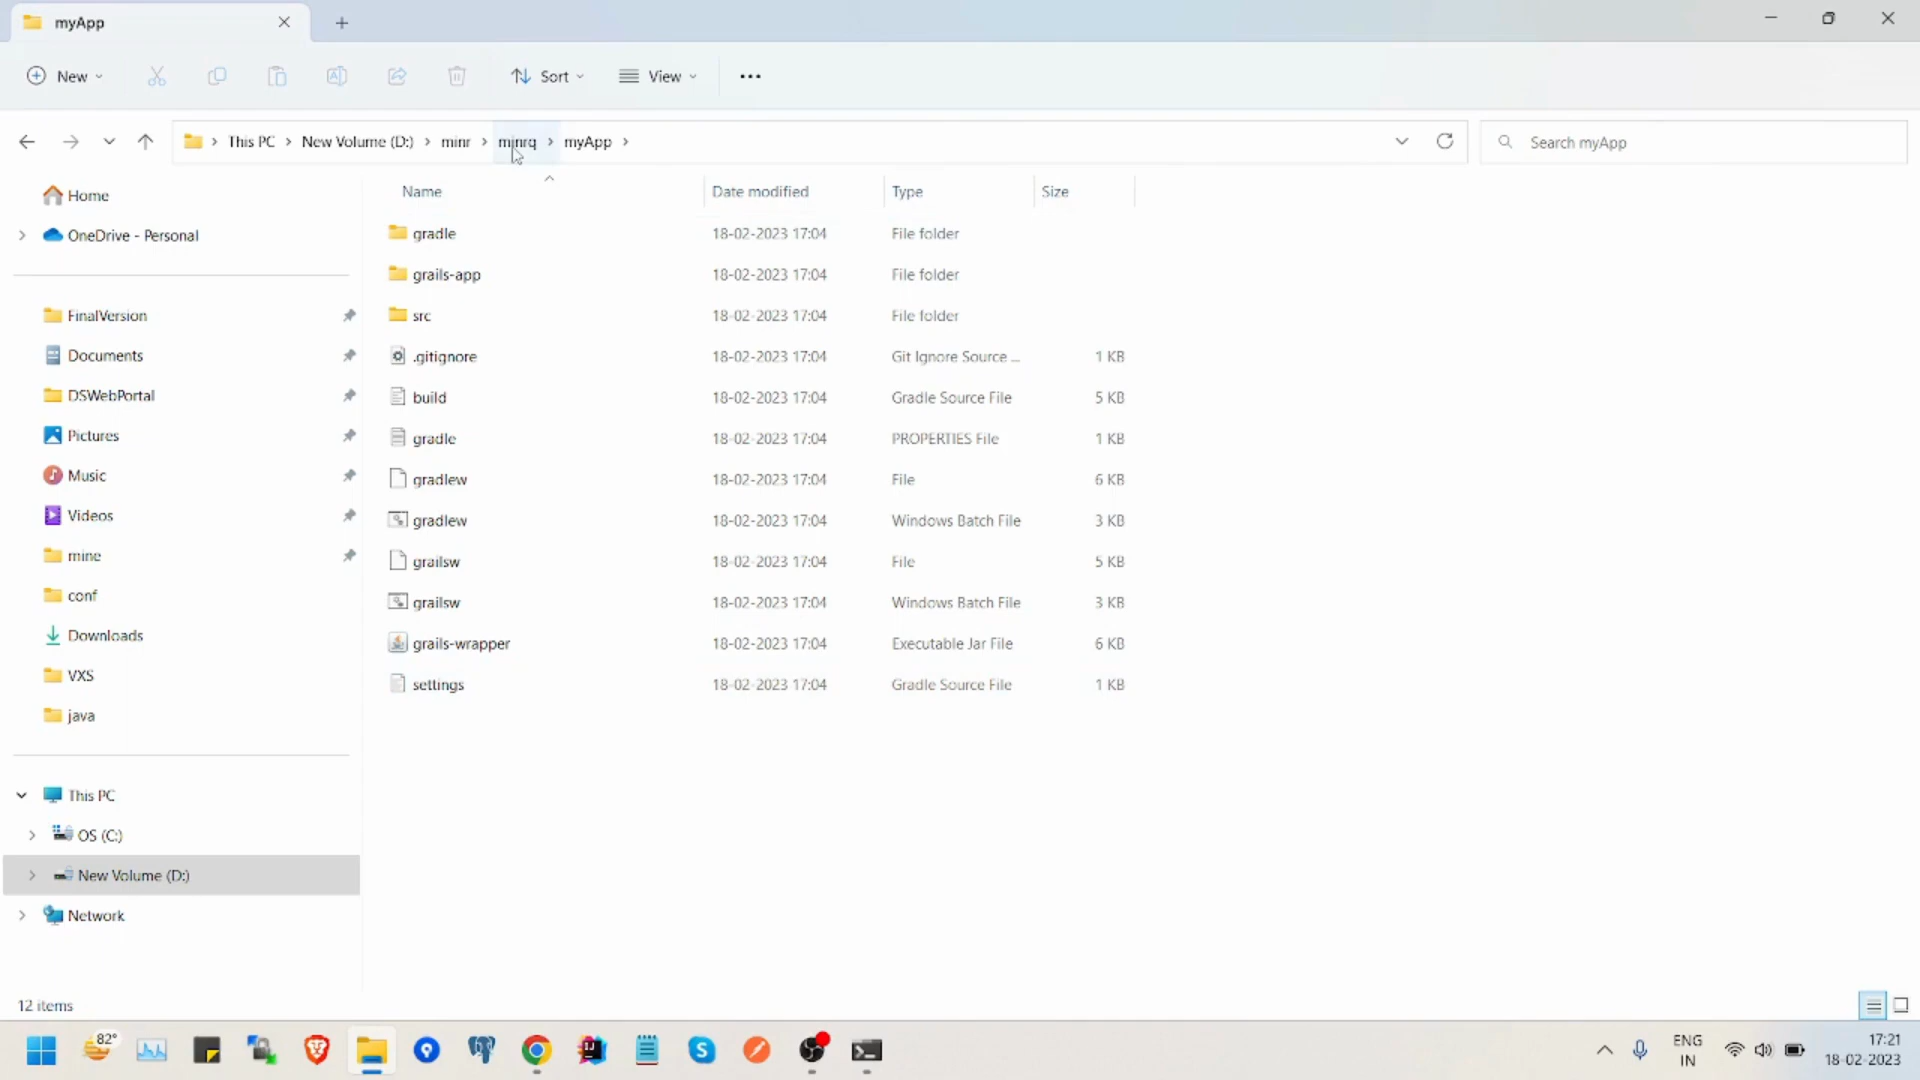 myApp
New
Sort
View
This PC
New Volume (D:)
minr
minrq
myApp
Search myApp
Name
Date modified
Type
Size
Home
OneDrive - Personal
FinalVersion
Documents
DSWebPortal
Pictures
Music
Videos
mine
conf
Downloads
VXS
java
This PC
OS (C:)
New Volume (D:)
Network
gradle 18-02-2023 17:04 File folder
grails-app 18-02-2023 17:04 File folder
src 18-02-2023 17:04 File folder
.gitignore 18-02-2023 17:04 Git Ignore Source ... 1 KB
build 18-02-2023 17:04 Gradle Source File 5 KB
gradle 18-02-2023 17:04 PROPERTIES File 1 KB
gradlew 18-02-2023 17:04 File 6 KB
gradlew 18-02-2023 17:04 Windows Batch File 3 KB
grailsw 18-02-2023 17:04 File 5 KB
grailsw 18-02-2023 17:04 Windows Batch File 3 KB
grails-wrapper 18-02-2023 17:04 Executable Jar File 6 KB
settings 18-02-2023 17:04 Gradle Source File 1 KB
12 items
82°
ENG
IN
17:21
18-02-2023